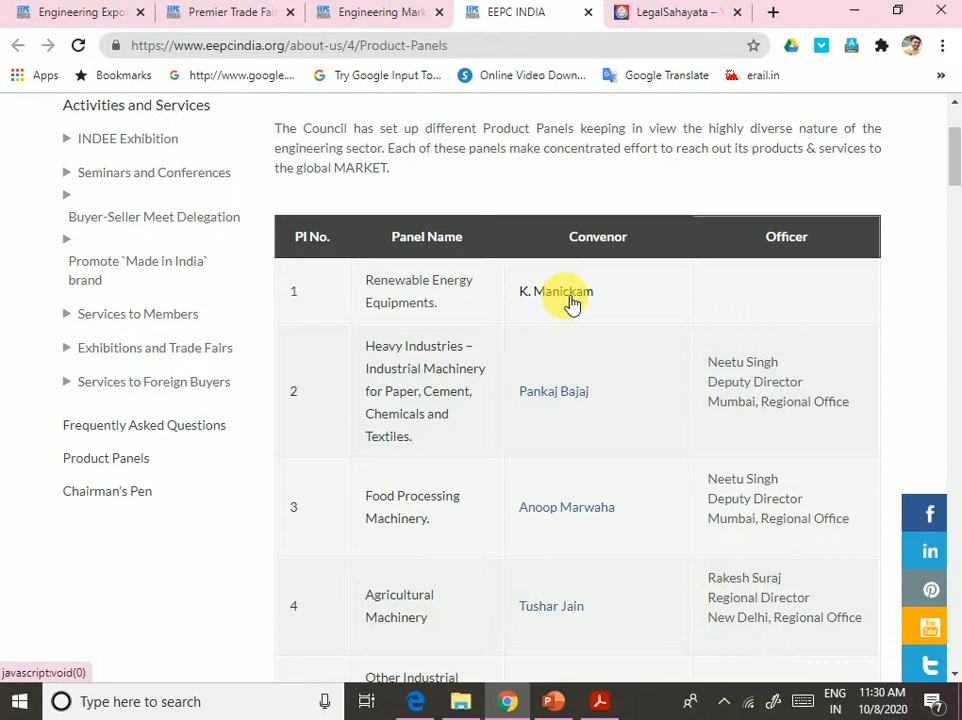 Engineering Expo
Premier Trade Fai
Engineering Mark
EEPC INDIA
LegalSahayata – V
https://www.eepcindia.org/about-us/4/Product-Panels
Apps
Bookmarks
http://www.google....
Try Google Input To...
Online Video Down...
Google Translate
erail.in
»
Activities and Services
INDEE Exhibition
Seminars and Conferences
Buyer-Seller Meet Delegation
Promote `Made in India`
brand
Services to Members
Exhibitions and Trade Fairs
Services to Foreign Buyers
Frequently Asked Questions
Product Panels
Chairman's Pen
The Council has set up different Product Panels keeping in view the highly diverse nature of the
engineering sector. Each of these panels make concentrated effort to reach out its products & services to
the global MARKET.
Pl No. Panel Name Convenor Officer
1
Renewable Energy
Equipments.
K. Manickam
2
Heavy Industries –
Industrial Machinery
for Paper, Cement,
Chemicals and
Textiles.
Pankaj Bajaj
Neetu Singh
Deputy Director
Mumbai, Regional Office
3
Food Processing
Machinery.
Anoop Marwaha
Neetu Singh
Deputy Director
Mumbai, Regional Office
4
Agricultural
Machinery
Tushar Jain
Rakesh Suraj
Regional Director
New Delhi, Regional Office
Other Industrial
javascript:void(0)
Type here to search
ENG
IN
11:30 AM
10/8/2020
7